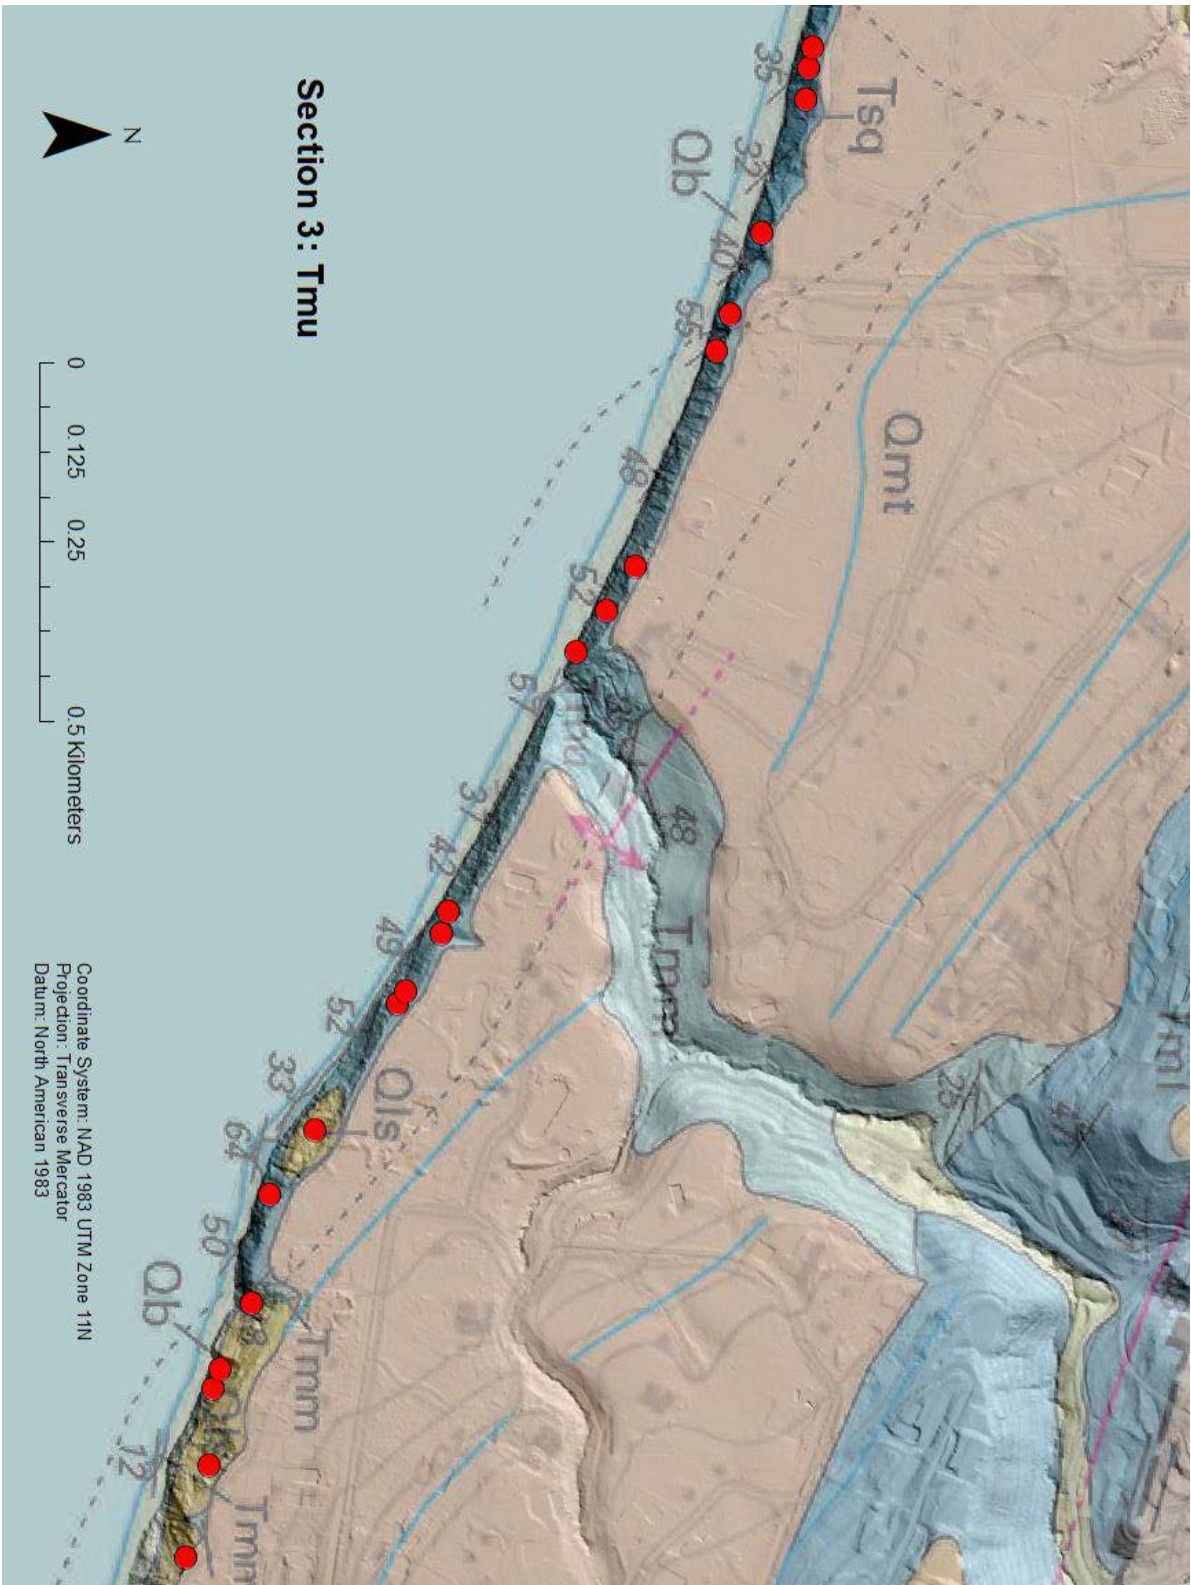 Section 3: Tmu
N
0 0.125 0.25 0.5 Kilometers
Coordinate System: NAD 1983 UTM Zone 11N
Projection: Transverse Mercator
Datum: North American 1983
35
Tsq
32
Qb
40
55
Qmt
48
52
57
48
Tmm
31
42
49
52
Qls
33
64
50
Qb
Tmm
12
25